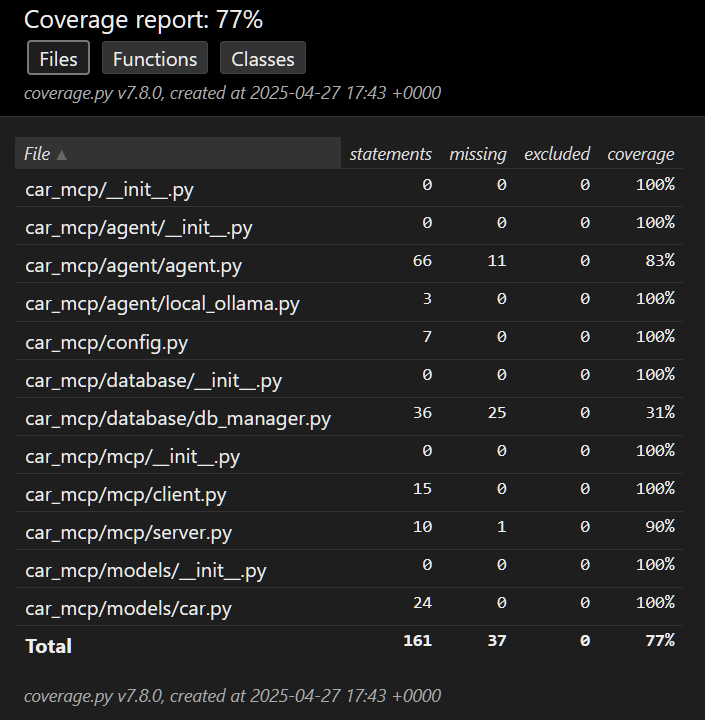 Coverage report: 77%
Files Functions Classes
coverage.py v7.8.0, created at 2025-04-27 17:43 +0000
File ▲ statements missing excluded coverage
car_mcp/__init__.py 0 0 0 100%
car_mcp/agent/__init__.py 0 0 0 100%
car_mcp/agent/agent.py 66 11 0 83%
car_mcp/agent/local_ollama.py 3 0 0 100%
car_mcp/config.py 7 0 0 100%
car_mcp/database/__init__.py 0 0 0 100%
car_mcp/database/db_manager.py 36 25 0 31%
car_mcp/mcp/__init__.py 0 0 0 100%
car_mcp/mcp/client.py 15 0 0 100%
car_mcp/mcp/server.py 10 1 0 90%
car_mcp/models/__init__.py 0 0 0 100%
car_mcp/models/car.py 24 0 0 100%
Total 161 37 0 77%
coverage.py v7.8.0, created at 2025-04-27 17:43 +0000